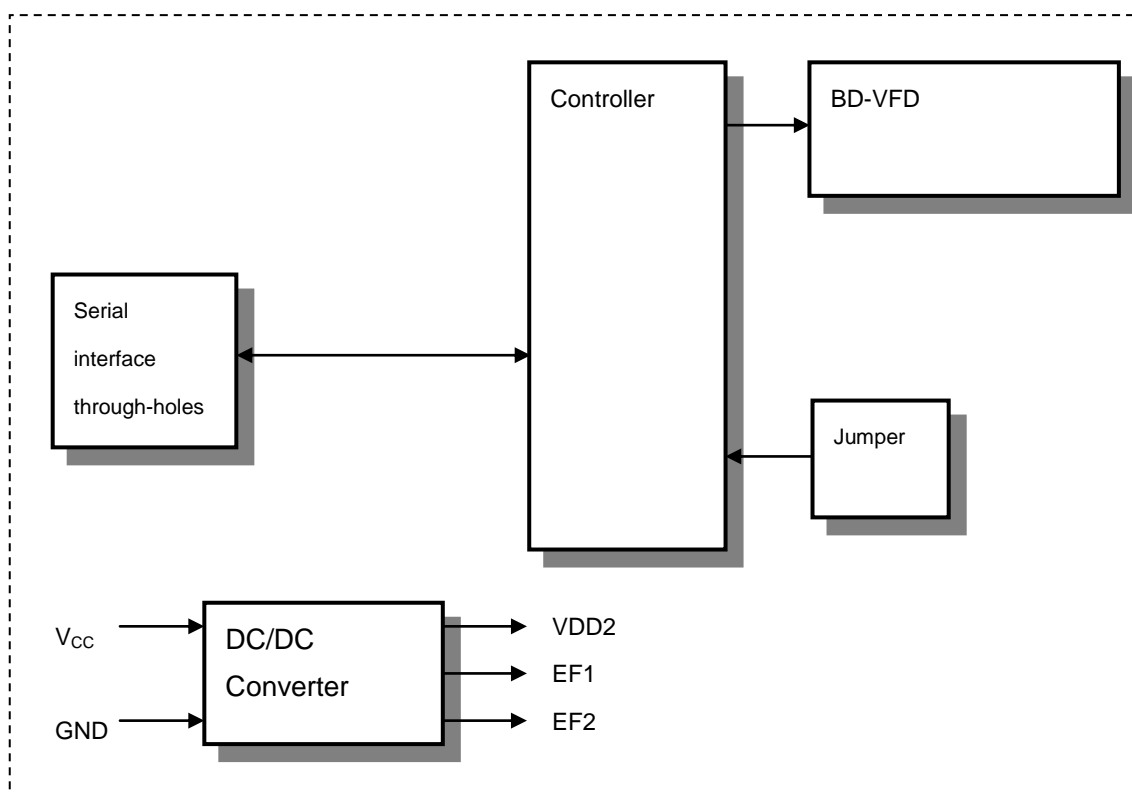 Controller
BD-VFD
Serial
interface
through-holes
Jumper
VCC
GND
DC/DC
Converter
VDD2
EF1
EF2